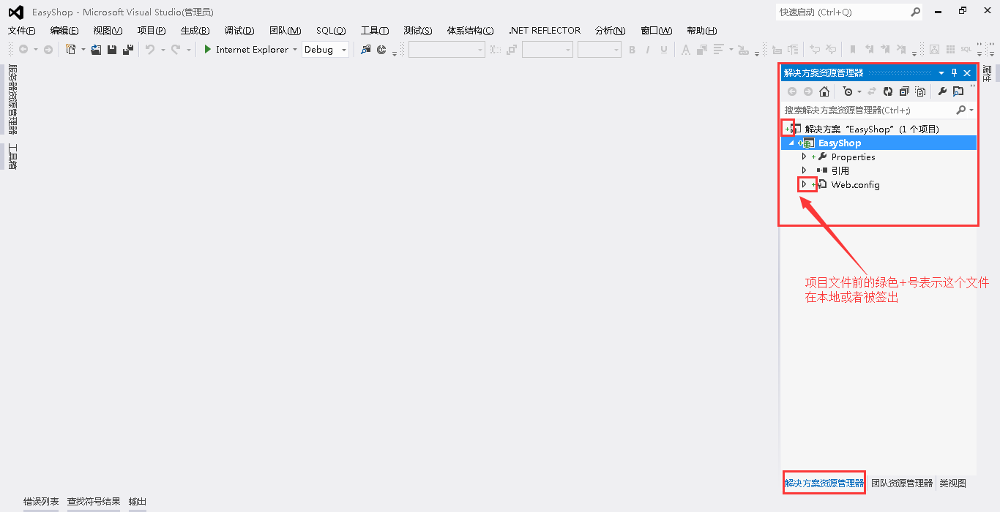 EasyShop - Microsoft Visual Studio(管理员)
快速启动 (Ctrl+Q)
文件(F) 编辑(E) 视图(V) 项目(P) 生成(B) 调试(D) 团队(M) SQL(Q) 工具(T) 测试(S) 体系结构(C) .NET REFLECTOR 分析(N) 窗口(W) 帮助(H)
Internet Explorer Debug
B I U A SQL
服务器资源管理器
工具箱
解决方案资源管理器
属性
搜索解决方案资源管理器(Ctrl+;)
+ 解决方案 “EasyShop” (1 个项目)
+ EasyShop
+ Properties
引用
+ Web.config
项目文件前的绿色+号表示这个文件
在本地或者被签出
解决方案资源管理器 团队资源管理器 类视图
错误列表 查找符号结果 输出